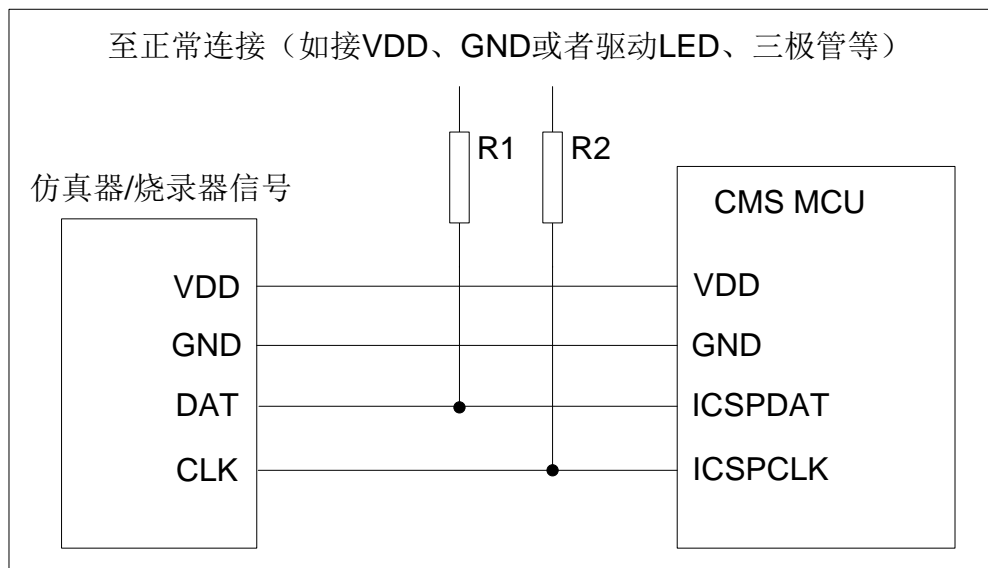 至正常连接（如接VDD、GND或者驱动LED、三极管等）
R1
R2
仿真器/烧录器信号
CMS MCU
VDD
VDD
GND
GND
DAT
ICSPDAT
CLK
ICSPCLK